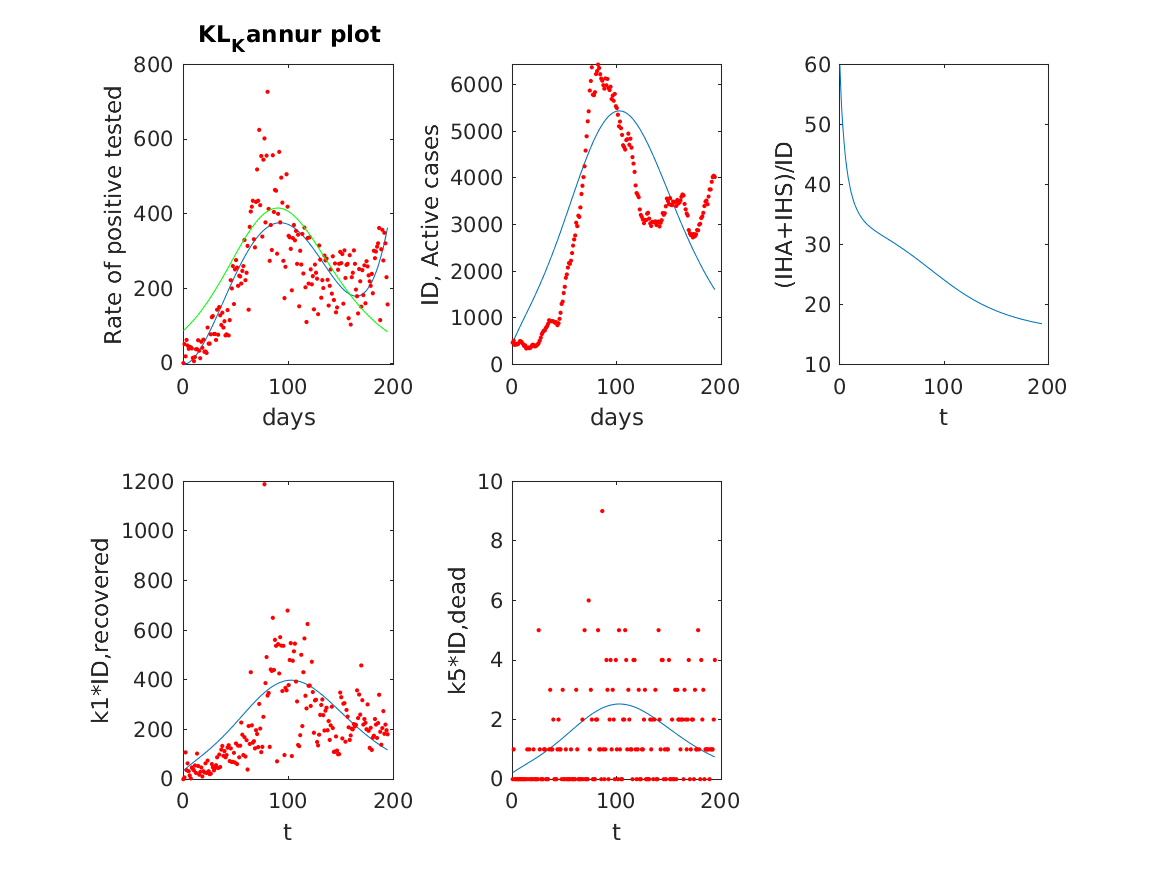 KL_Kannur plot
800
600
400
200
0
0 100 200
days
Rate of positive tested
6000
5000
4000
3000
2000
1000
0
0 100 200
days
ID, Active cases
60
50
40
30
20
10
0 100 200
t
(IHA+IHS)/ID
1200
1000
800
600
400
200
0
0 100 200
t
k1*ID,recovered
10
8
6
4
2
0
0 100 200
t
k5*ID,dead